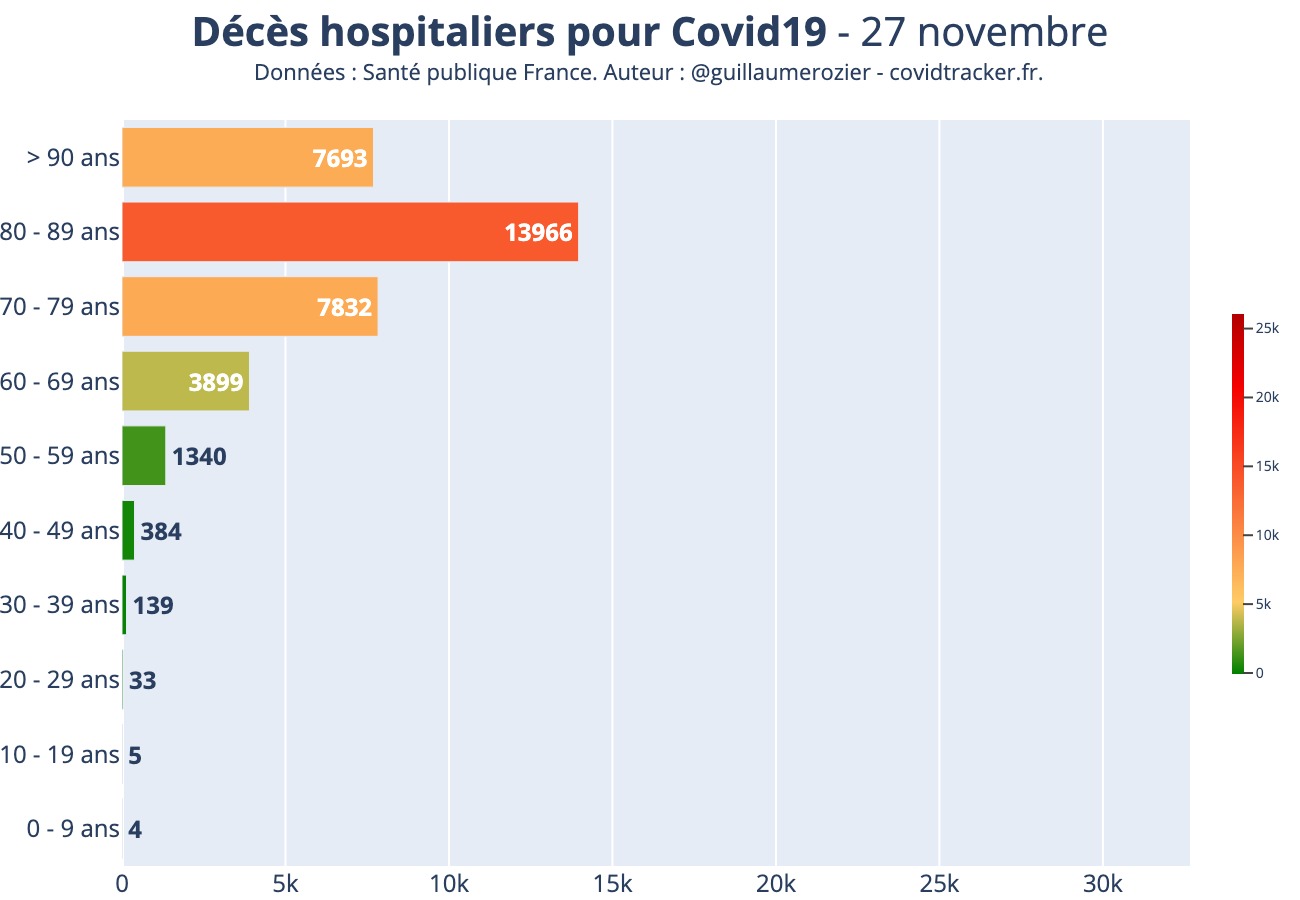 Décès hospitaliers pour Covid19 - 27 novembre
Données : Santé publique France. Auteur : @guillaumerozier - covidtracker.fr.
> 90 ans 7693
80 - 89 ans 13966
70 - 79 ans 7832
60 - 69 ans 3899
50 - 59 ans 1340
40 - 49 ans 384
30 - 39 ans 139
20 - 29 ans 33
10 - 19 ans 5
0 - 9 ans 4
0 5k 10k 15k 20k 25k 30k
25k
20k
15k
10k
5k
0